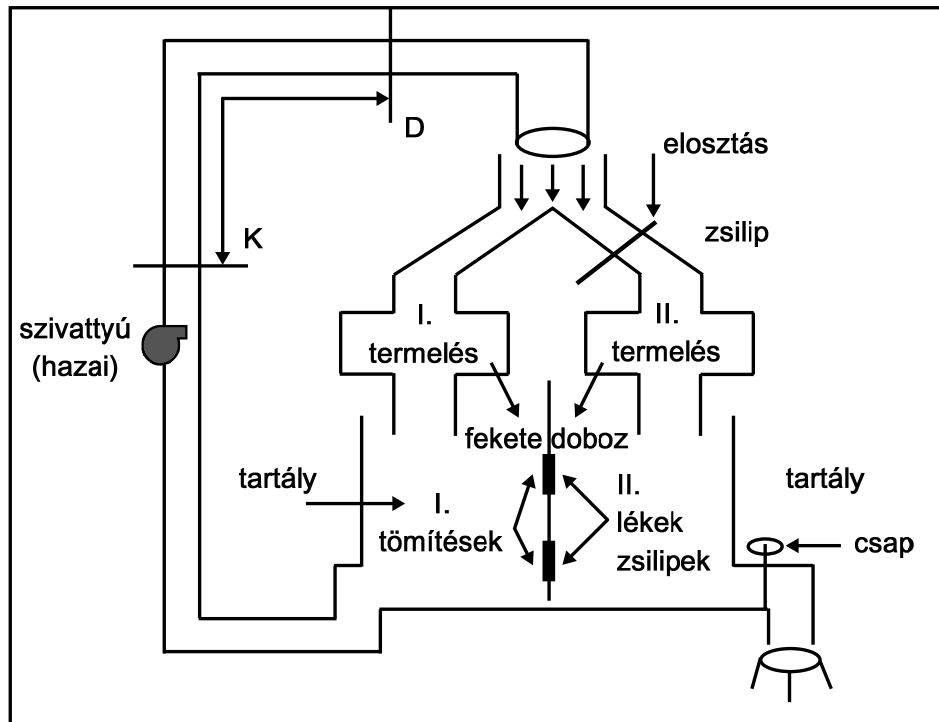 D
elosztás
zsilip
K
szivattyú
(hazai)
I.
termelés
II.
termelés
fekete doboz
tartály
I.
tömítések
II.
lékek
zsilipek
tartály
csap